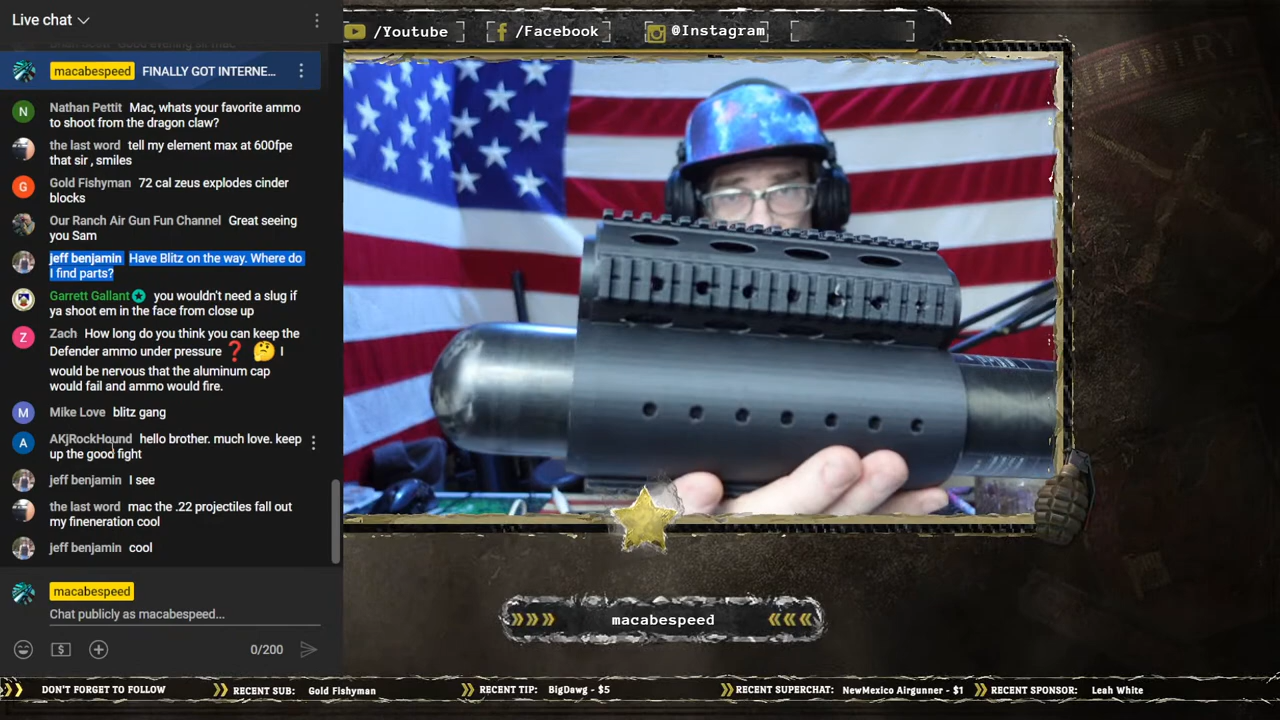 Live chat
/Youtube
/Facebook
@Instagram
macabespeed FINALLY GOT INTERNE...
Nathan Pettit Mac, whats your favorite ammo
to shoot from the dragon claw?
the last word tell my element max at 600fpe
that sir , smiles
Gold Fishyman 72 cal zeus explodes cinder
blocks
Our Ranch Air Gun Fun Channel Great seeing
you Sam
jeff benjamin Have Blitz on the way. Where do
I find parts?
Garrett Gallant you wouldn't need a slug if
ya shoot em in the face from close up
Zach How long do you think you can keep the
Defender ammo under pressure ❓ 🤔 I
would be nervous that the aluminum cap
would fail and ammo would fire.
Mike Love blitz gang
AKjRockHound hello brother. much love. keep
up the good fight
jeff benjamin I see
the last word mac the .22 projectiles fall out
my fineneration cool
jeff benjamin cool
macabespeed
Chat publicly as macabespeed...
0/200
INFANTRY
macabespeed
DON'T FORGET TO FOLLOW
RECENT SUB: Gold Fishyman
RECENT TIP: BigDawg - $5
RECENT SUPERCHAT: NewMexico Airgunner - $1
RECENT SPONSOR: Leah White